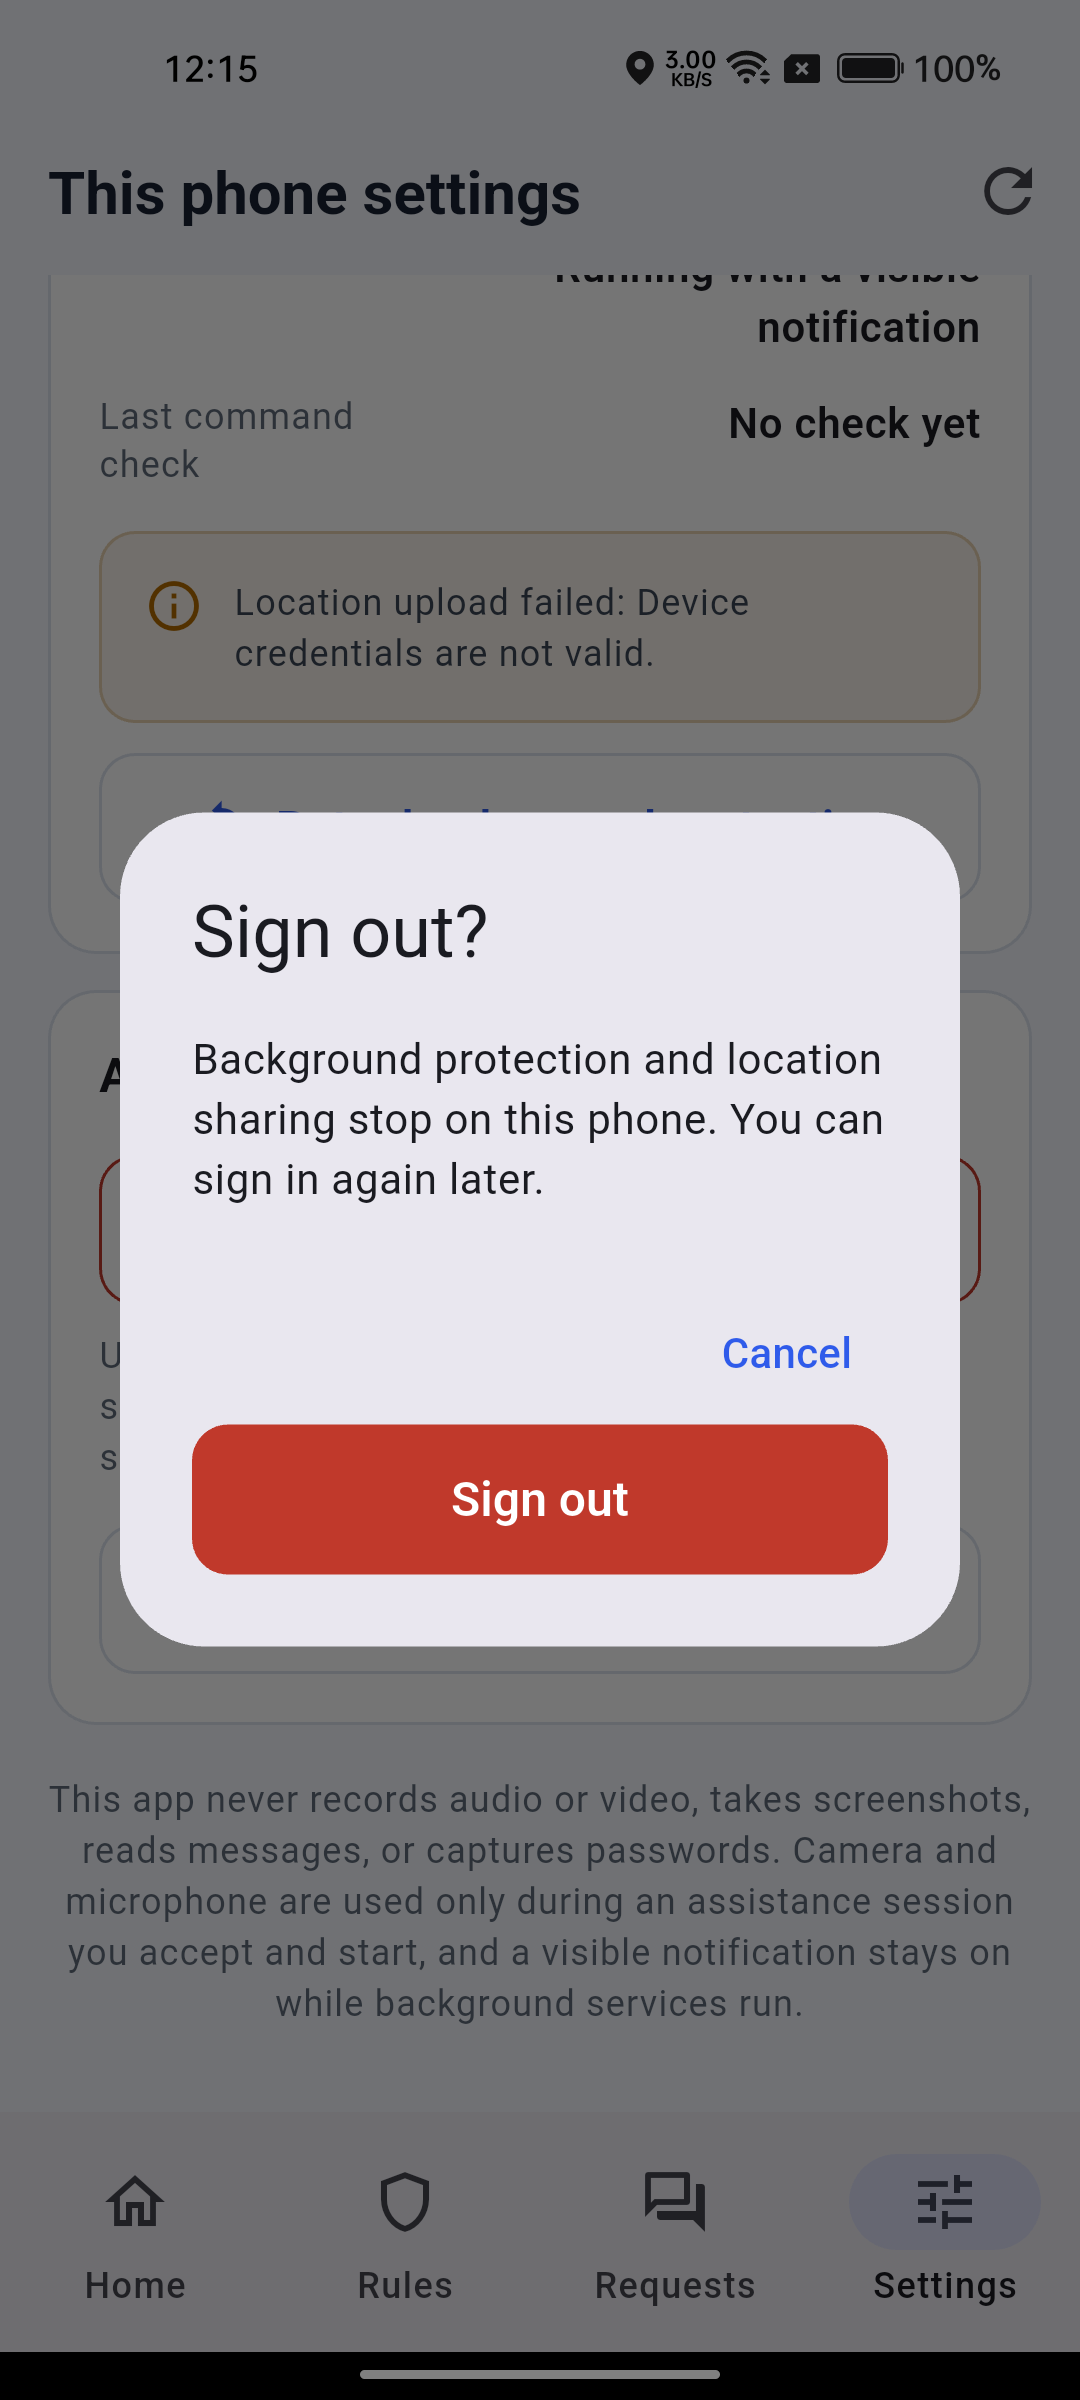 12:15
3.00
KB/S
100%
This phone settings
Running with a visible
notification
Last command
check
No check yet
Location upload failed: Device
credentials are not valid.
Sign out?
Background protection and location
sharing stop on this phone. You can
sign in again later.
Cancel
Sign out
This app never records audio or video, takes screenshots,
reads messages, or captures passwords. Camera and
microphone are used only during an assistance session
you accept and start, and a visible notification stays on
while background services run.
Home
Rules
Requests
Settings